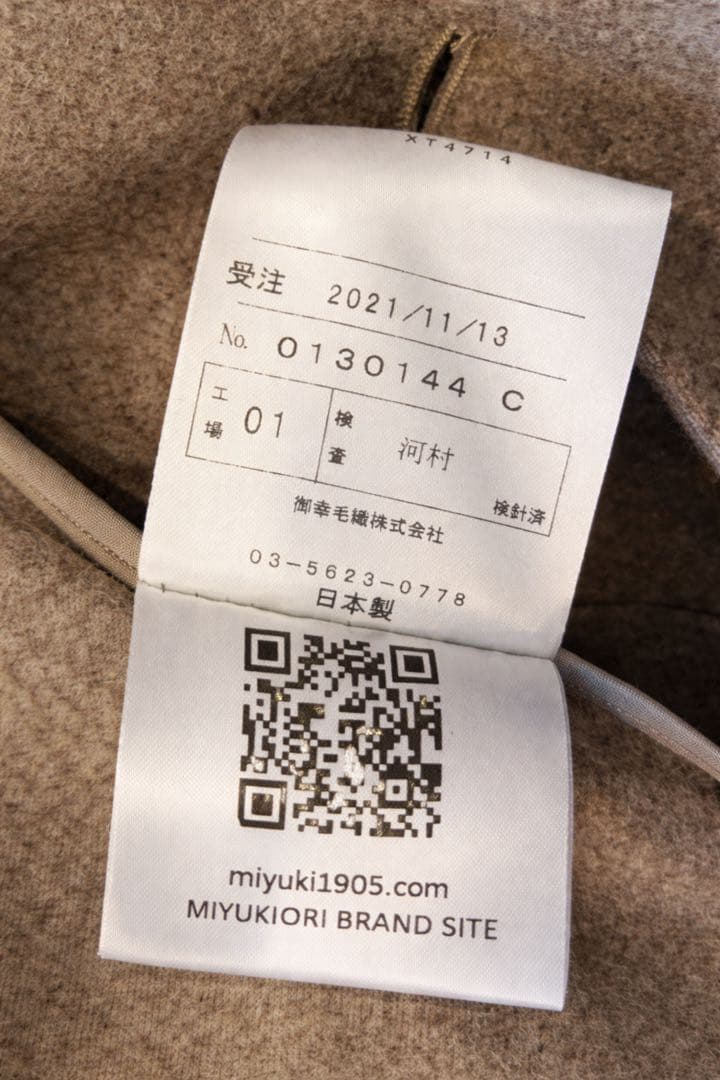 XT4714
受注 2021/11/13
No. 0130144 C
工場 01 検査 河村 検針済
御幸毛織株式会社
03-5623-0778
日本製
miyuki1905.com
MIYUKIORI BRAND SITE